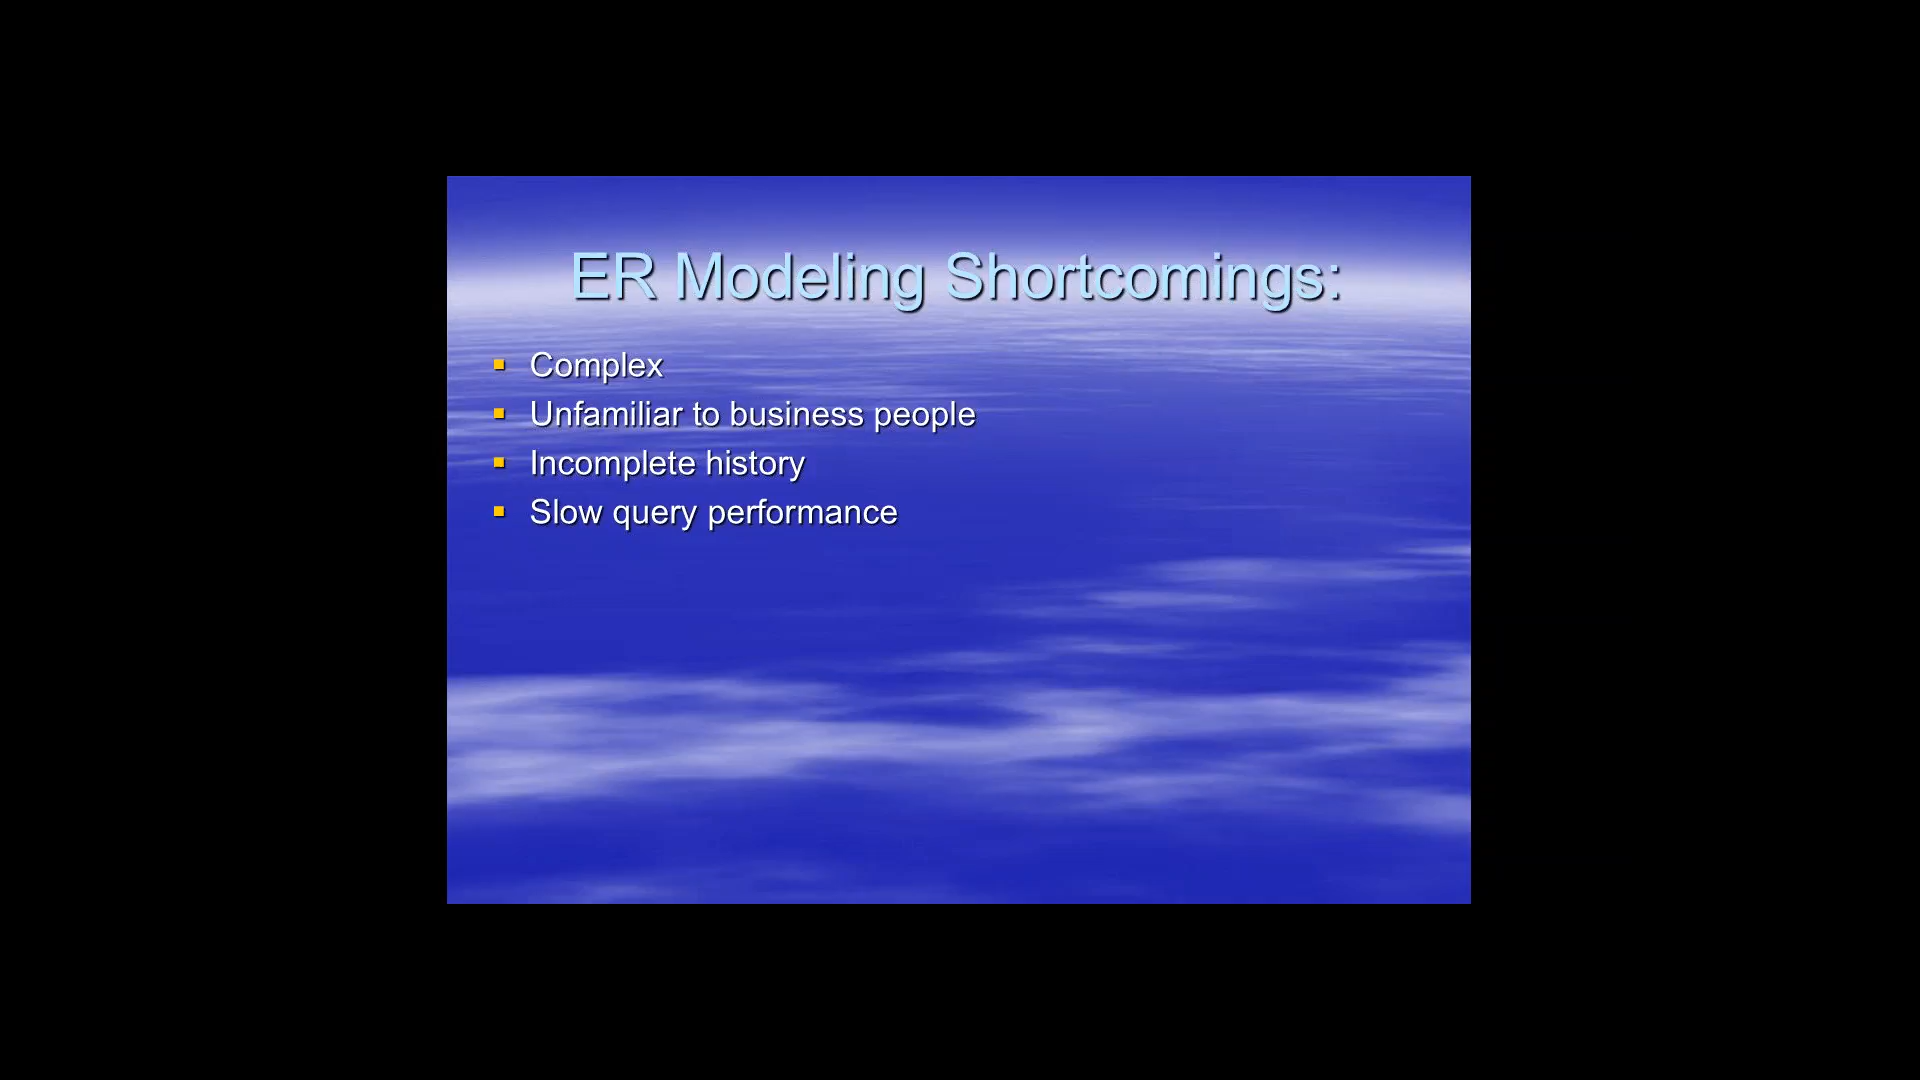 ER Modeling Shortcomings:
Complex
Unfamiliar to business people
Incomplete history
Slow query performance